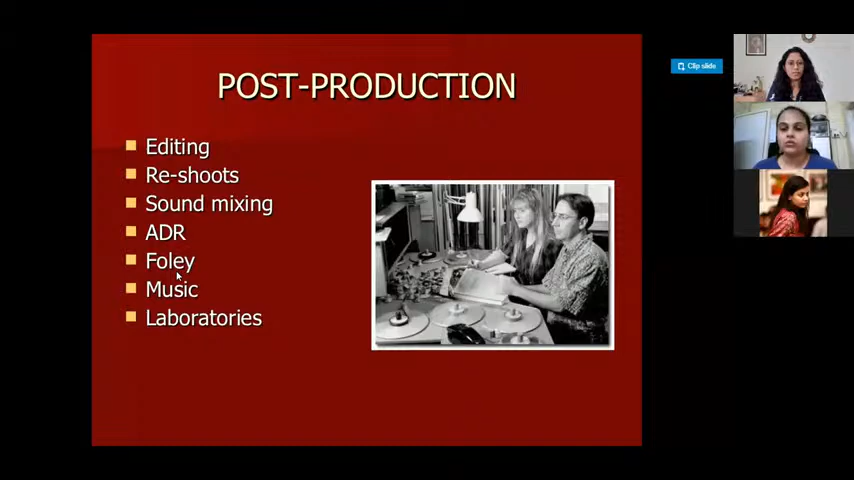 POST-PRODUCTION
Clip slide
Editing
Re-shoots
Sound mixing
ADR
Foley
Music
Laboratories